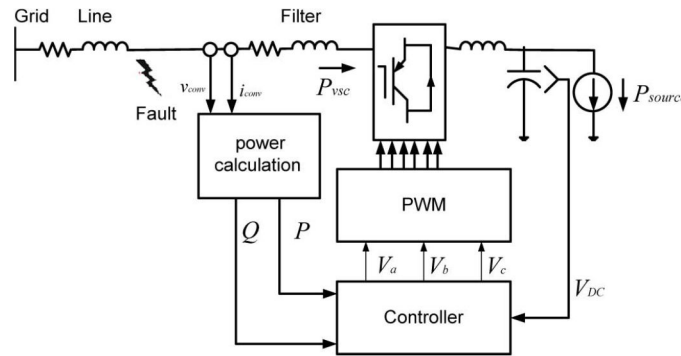 Grid Line Filter
v_conv i_conv
Fault
P_vsc
P_source
power
calculation
PWM
Q P
V_a V_b V_c
V_DC
Controller